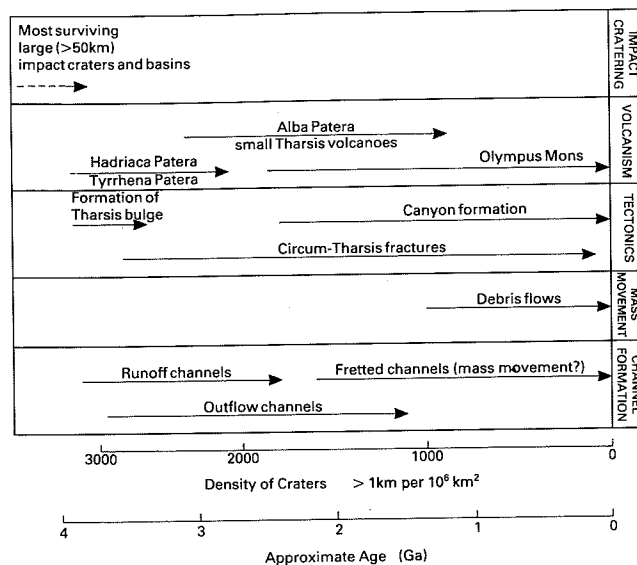 Most surviving
large (>50km)
impact craters and basins
IMPACT
CRATERING
Alba Patera
small Tharsis volcanoes
Hadriaca Patera
Tyrrhena Patera
Olympus Mons
VOLCANISM
Formation of
Tharsis bulge
Canyon formation
Circum-Tharsis fractures
TECTONICS
Debris flows
MASS
MOVEMENT
Runoff channels
Fretted channels (mass movement?)
Outflow channels
CHANNEL
FORMATION
3000 2000 1000 0
Density of Craters > 1km per 10⁶ km²
4 3 2 1 0
Approximate Age (Ga)